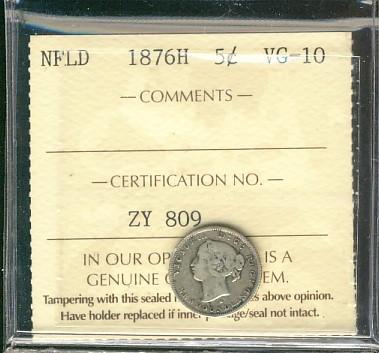 NFLD 1876H 5¢ VG-10
— COMMENTS —
— CERTIFICATION NO. —
ZY 809
IN OUR OP IS A
GENUINE EM.
Tampering with this sealed s above opinion.
Have holder replaced if inne ge/seal not intact.